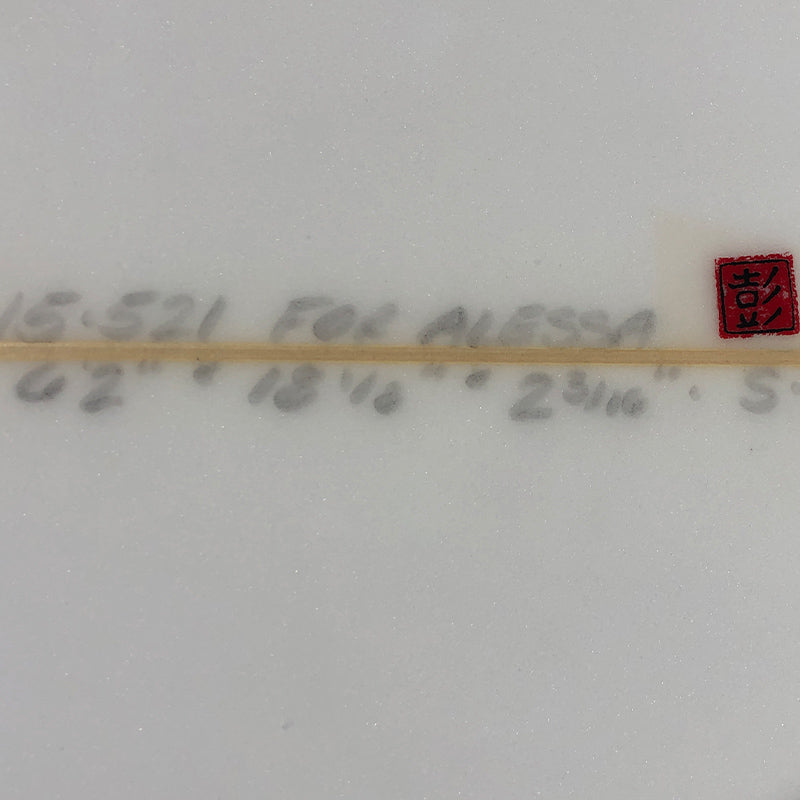 15-521 FOR ALESSA
6'2" • 18 1/16" • 2 3/16" • S
彭